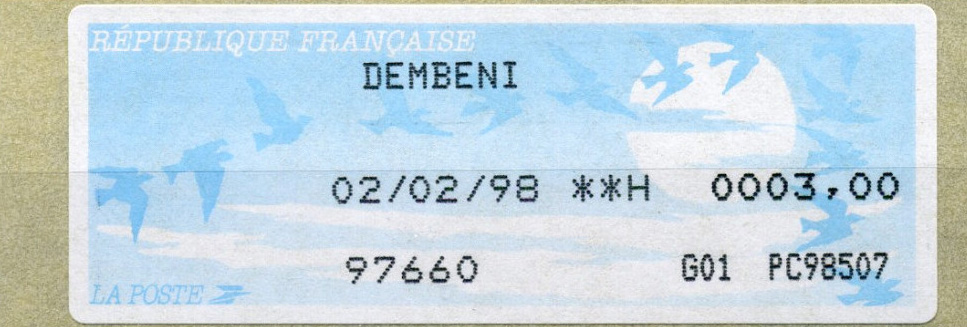 RÉPUBLIQUE FRANÇAISE
DEMBENI
02/02/98 **H 0003,00
97660 G01 PC98507
LA POSTE